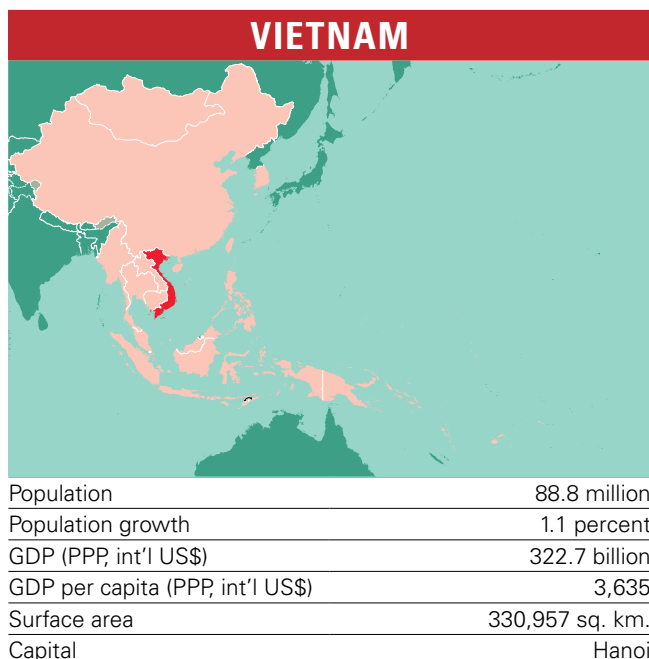 VIETNAM
Population 88.8 million
Population growth 1.1 percent
GDP (PPP, int'l US$) 322.7 billion
GDP per capita (PPP, int'l US$) 3,635
Surface area 330,957 sq. km.
Capital Hanoi